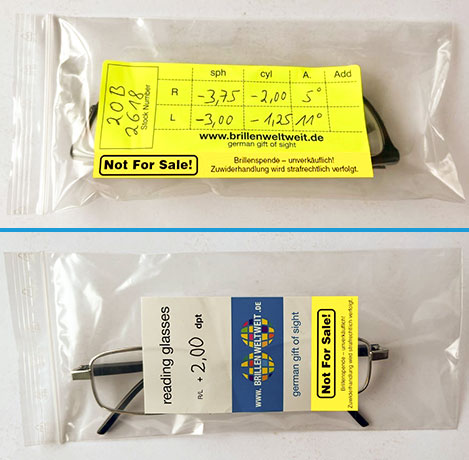 sph cyl A. Add
R -3,75 -2,00 5°
L -3,00 -1,25 11°
20B
2618
Stock Number
www.brillenweltweit.de
german gift of sight
Not For Sale!
Brillenspende – unverkäuflich!
Zuwiderhandlung wird strafrechtlich verfolgt.
reading glasses
R/L + 2,00 dpt
WWW. BRILLEN WELTWEIT .DE
german gift of sight
Not For Sale!
Brillenspende – unverkäuflich!
Zuwiderhandlung wird strafrechtlich verfolgt.